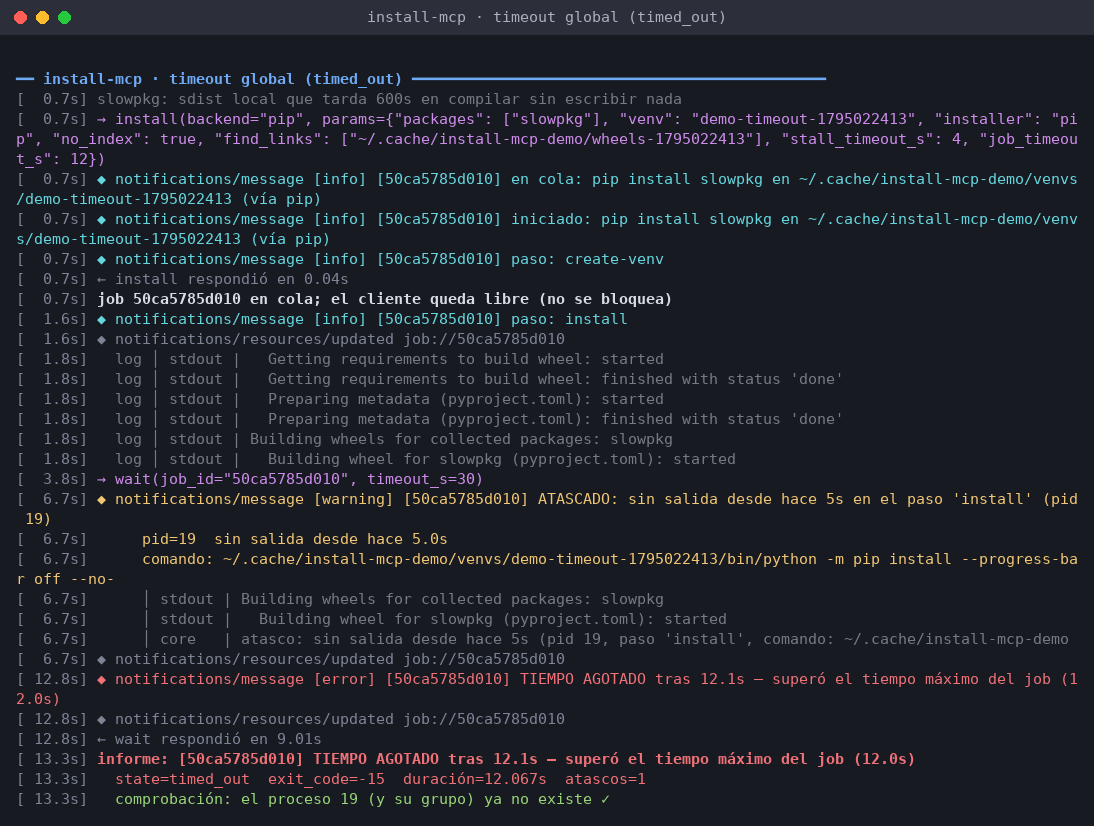 install-mcp · timeout global (timed_out)
━━ install-mcp · timeout global (timed_out) ━━━━━━━━━━━━━━━━━━━━━━━━━━━━━━━━━━━━━━━━━━━━━━
[  0.7s] slowpkg: sdist local que tarda 600s en compilar sin escribir nada
[  0.7s] → install(backend="pip", params={"packages": ["slowpkg"], "venv": "demo-timeout-1795022413", "installer": "pi
p", "no_index": true, "find_links": ["~/.cache/install-mcp-demo/wheels-1795022413"], "stall_timeout_s": 4, "job_timeou
t_s": 12})
[  0.7s] ◆ notifications/message [info] [50ca5785d010] en cola: pip install slowpkg en ~/.cache/install-mcp-demo/venvs
/demo-timeout-1795022413 (vía pip)
[  0.7s] ◆ notifications/message [info] [50ca5785d010] iniciado: pip install slowpkg en ~/.cache/install-mcp-demo/venv
s/demo-timeout-1795022413 (vía pip)
[  0.7s] ◆ notifications/message [info] [50ca5785d010] paso: create-venv
[  0.7s] ← install respondió en 0.04s
[  0.7s] job 50ca5785d010 en cola; el cliente queda libre (no se bloquea)
[  1.6s] ◆ notifications/message [info] [50ca5785d010] paso: install
[  1.6s] ◆ notifications/resources/updated job://50ca5785d010
[  1.8s]   log │ stdout |   Getting requirements to build wheel: started
[  1.8s]   log │ stdout |   Getting requirements to build wheel: finished with status 'done'
[  1.8s]   log │ stdout |   Preparing metadata (pyproject.toml): started
[  1.8s]   log │ stdout |   Preparing metadata (pyproject.toml): finished with status 'done'
[  1.8s]   log │ stdout | Building wheels for collected packages: slowpkg
[  1.8s]   log │ stdout |   Building wheel for slowpkg (pyproject.toml): started
[  3.8s] → wait(job_id="50ca5785d010", timeout_s=30)
[  6.7s] ◆ notifications/message [warning] [50ca5785d010] ATASCADO: sin salida desde hace 5s en el paso 'install' (pid
 19)
[  6.7s]      pid=19  sin salida desde hace 5.0s
[  6.7s]      comando: ~/.cache/install-mcp-demo/venvs/demo-timeout-1795022413/bin/python -m pip install --progress-ba
r off --no-
[  6.7s]      │ stdout | Building wheels for collected packages: slowpkg
[  6.7s]      │ stdout |   Building wheel for slowpkg (pyproject.toml): started
[  6.7s]      │ core   | atasco: sin salida desde hace 5s (pid 19, paso 'install', comando: ~/.cache/install-mcp-demo
[  6.7s] ◆ notifications/resources/updated job://50ca5785d010
[ 12.8s] ◆ notifications/message [error] [50ca5785d010] TIEMPO AGOTADO tras 12.1s — superó el tiempo máximo del job (1
2.0s)
[ 12.8s] ◆ notifications/resources/updated job://50ca5785d010
[ 12.8s] ← wait respondió en 9.01s
[ 13.3s] informe: [50ca5785d010] TIEMPO AGOTADO tras 12.1s — superó el tiempo máximo del job (12.0s)
[ 13.3s]   state=timed_out  exit_code=-15  duración=12.067s  atascos=1
[ 13.3s]   comprobación: el proceso 19 (y su grupo) ya no existe ✓